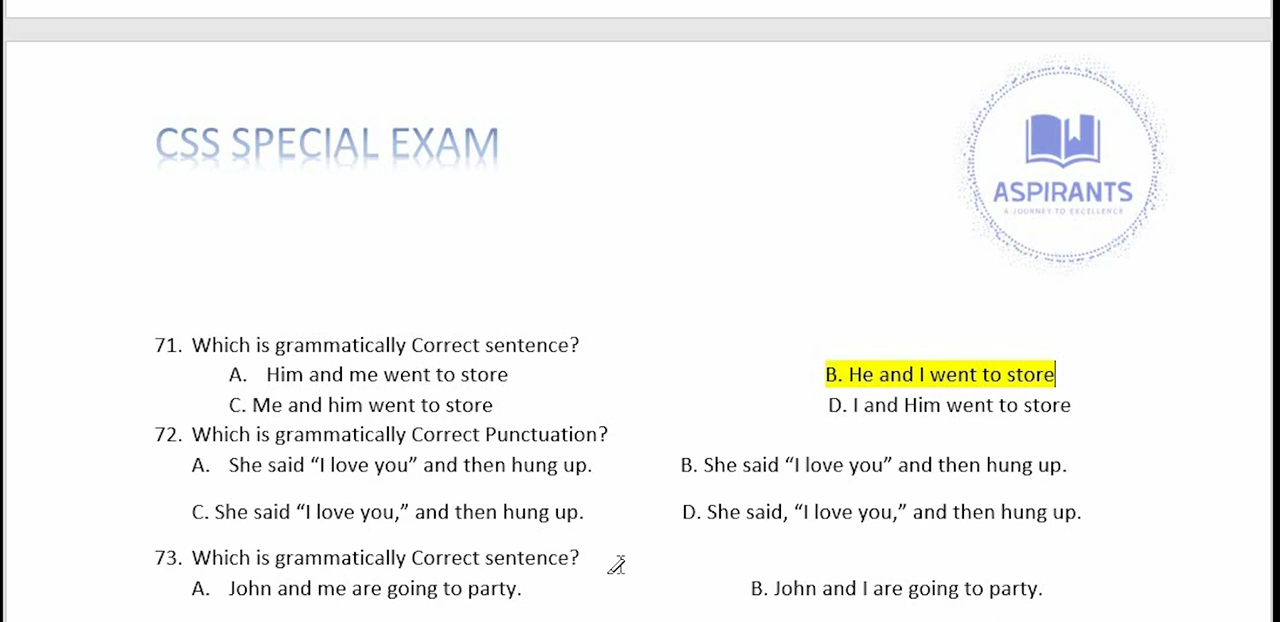 CSS SPECIAL EXAM
ASPIRANTS
A JOURNEY TO EXCELLENCE
71. Which is grammatically Correct sentence?
A. Him and me went to store
B. He and I went to store
C. Me and him went to store
D. I and Him went to store
72. Which is grammatically Correct Punctuation?
A. She said “I love you” and then hung up.
B. She said “I love you” and then hung up.
C. She said “I love you,” and then hung up.
D. She said, “I love you,” and then hung up.
73. Which is grammatically Correct sentence?
A. John and me are going to party.
B. John and I are going to party.